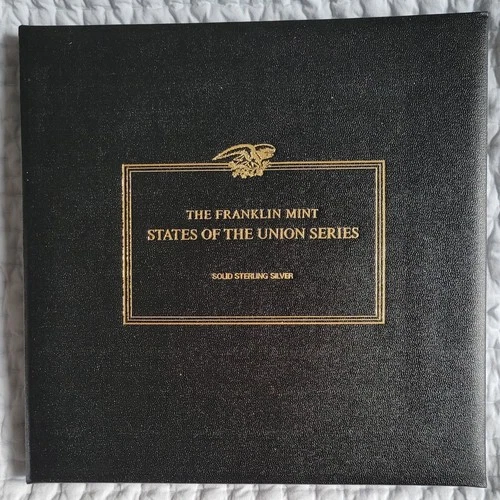 THE FRANKLIN MINT
STATES OF THE UNION SERIES
SOLID STERLING SILVER